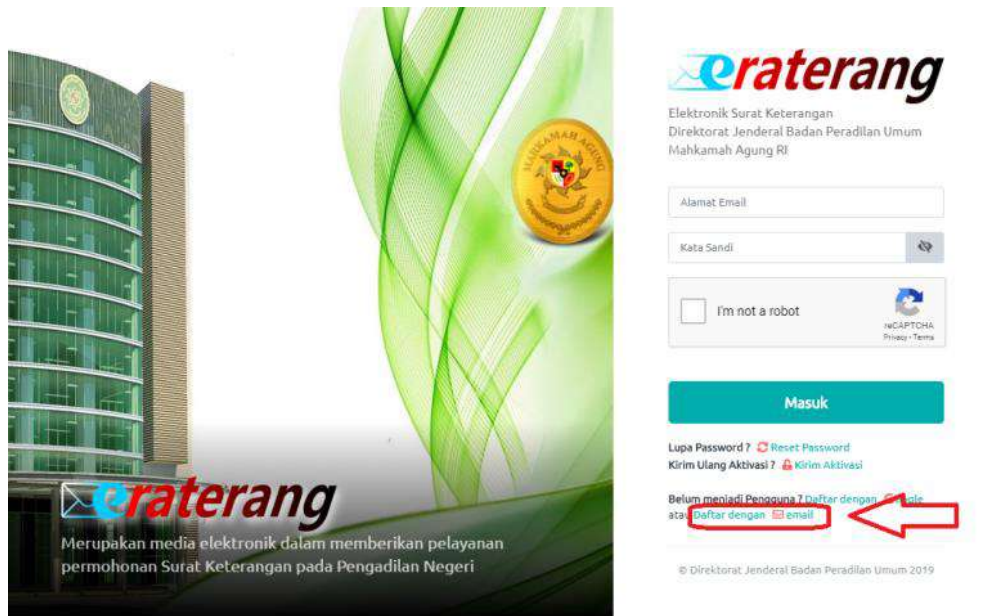 MAHKAMAH AGUNG
eraterang
Merupakan media elektronik dalam memberikan pelayanan
permohonan Surat Keterangan pada Pengadilan Negeri
eraterang
Elektronik Surat Keterangan
Direktorat Jenderal Badan Peradilan Umum
Mahkamah Agung RI
Alamat Email
Kata Sandi
I'm not a robot
reCAPTCHA
Privacy - Terms
Masuk
Lupa Password ? Reset Password
Kirim Ulang Aktivasi ? Kirim Aktivasi
Belum menjadi Pengguna ? Daftar dengan Google
atau Daftar dengan email
© Direktorat Jenderal Badan Peradilan Umum 2019